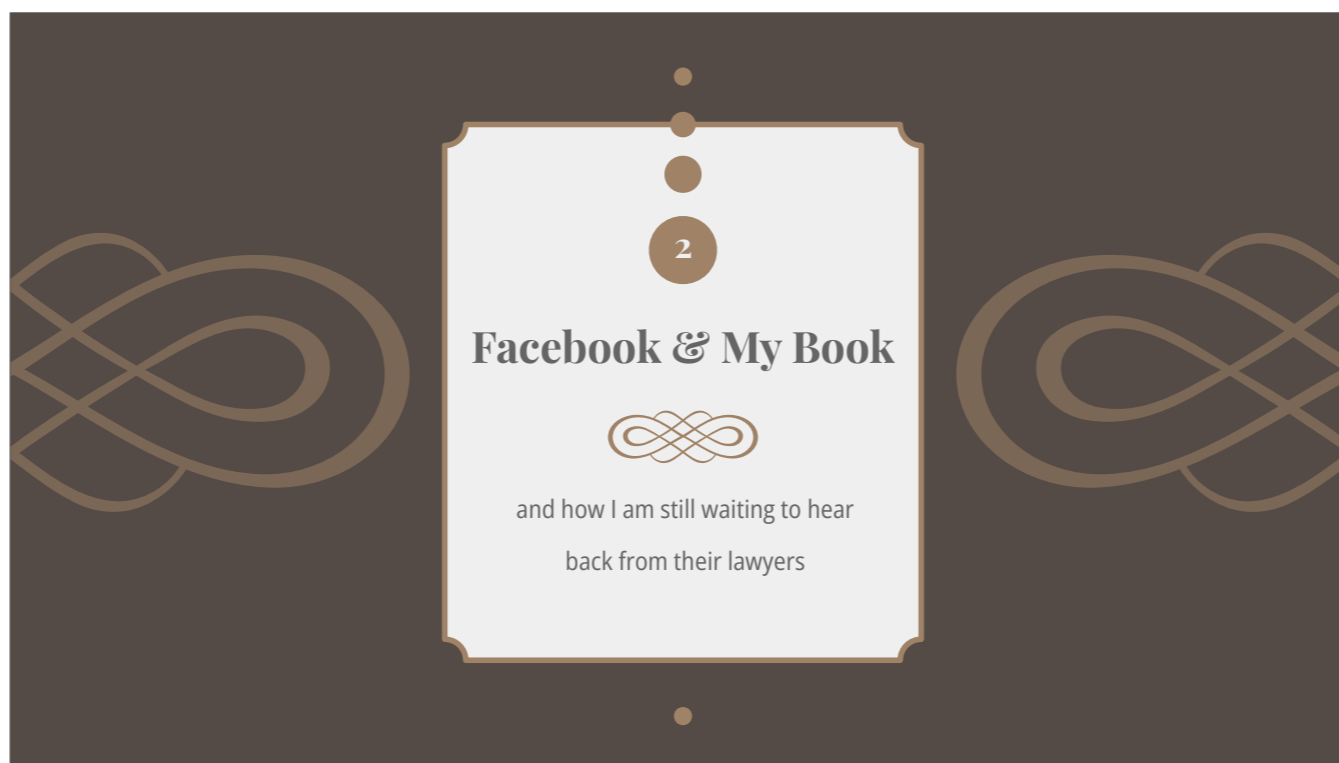 2
Facebook & My Book
and how I am still waiting to hear
back from their lawyers